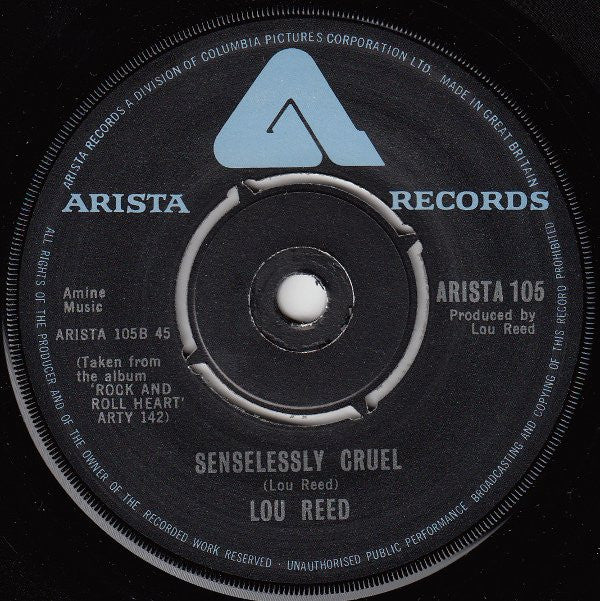 ARISTA RECORDS A DIVISION OF COLUMBIA PICTURES CORPORATION LTD. MADE IN GREAT BRITAIN
ARISTA RECORDS
ARISTA 105
Produced by
Lou Reed
Amine
Music
ARISTA 105B 45
(Taken from
the album
'ROCK AND
ROLL HEART'
ARTY 142)
SENSELESSLY CRUEL
(Lou Reed)
LOU REED
ALL RIGHTS OF THE PRODUCER AND OF THE OWNER OF THE RECORDED WORK RESERVED · UNAUTHORISED PUBLIC PERFORMANCE BROADCASTING AND COPYING OF THIS RECORD PROHIBITED